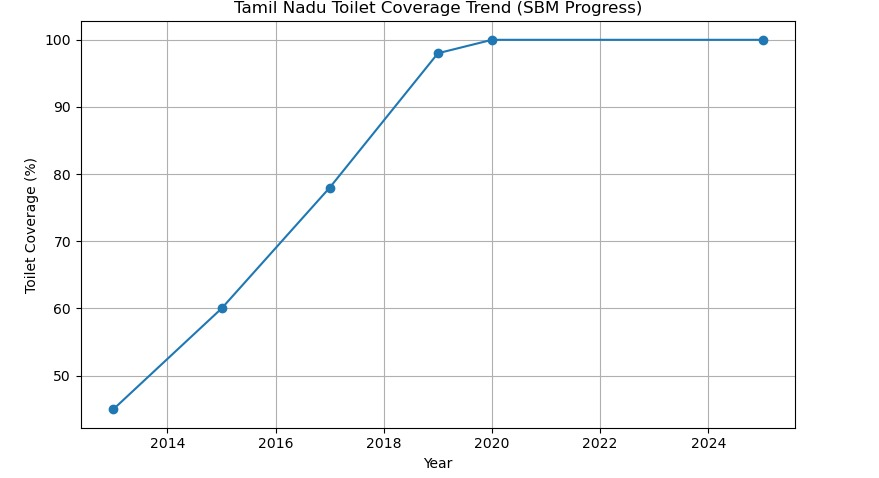 Tamil Nadu Toilet Coverage Trend (SBM Progress)
Toilet Coverage (%)
100
90
80
70
60
50
2014 2016 2018 2020 2022 2024
Year